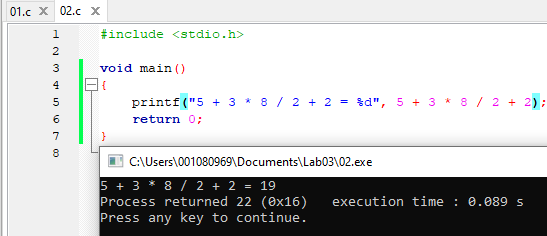 01.c X 02.c X
1 #include <stdio.h>
2
3 void main()
4 {
5 printf("5 + 3 * 8 / 2 + 2 = %d", 5 + 3 * 8 / 2 + 2);
6 return 0;
7 }
8
C:\Users\001080969\Documents\Lab03\02.exe
5 + 3 * 8 / 2 + 2 = 19
Process returned 22 (0x16) execution time : 0.089 s
Press any key to continue.